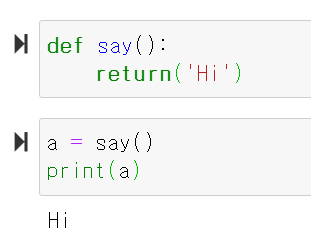 def say():
    return('Hi')
a = say()
print(a)
Hi